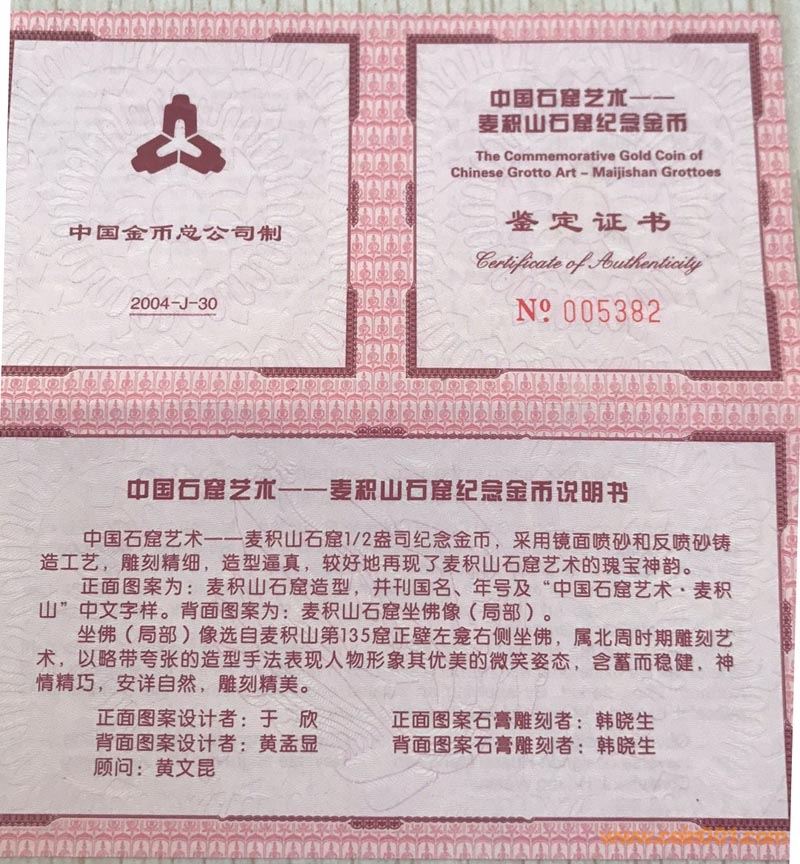 中国金币总公司制
2004-J-30
中国石窟艺术——
麦积山石窟纪念金币
The Commemorative Gold Coin of
Chinese Grotto Art – Maijishan Grottoes
鉴定证书
Certificate of Authenticity
Nº 005382
中国石窟艺术——麦积山石窟纪念金币说明书
中国石窟艺术——麦积山石窟1/2盎司纪念金币，采用镜面喷砂和反喷砂铸
造工艺，雕刻精细，造型逼真，较好地再现了麦积山石窟艺术的瑰宝神韵。
正面图案为：麦积山石窟造型，并刊国名、年号及“中国石窟艺术·麦积
山”中文字样。背面图案为：麦积山石窟坐佛像（局部）。
坐佛（局部）像选自麦积山第135窟正壁左龛右侧坐佛，属北周时期雕刻艺
术，以略带夸张的造型手法表现人物形象其优美的微笑姿态，含蓄而稳健，神
情精巧，安详自然，雕刻精美。
正面图案设计者：于　欣　正面图案石膏雕刻者：韩晓生
背面图案设计者：黄孟显　背面图案石膏雕刻者：韩晓生
顾问：黄文昆